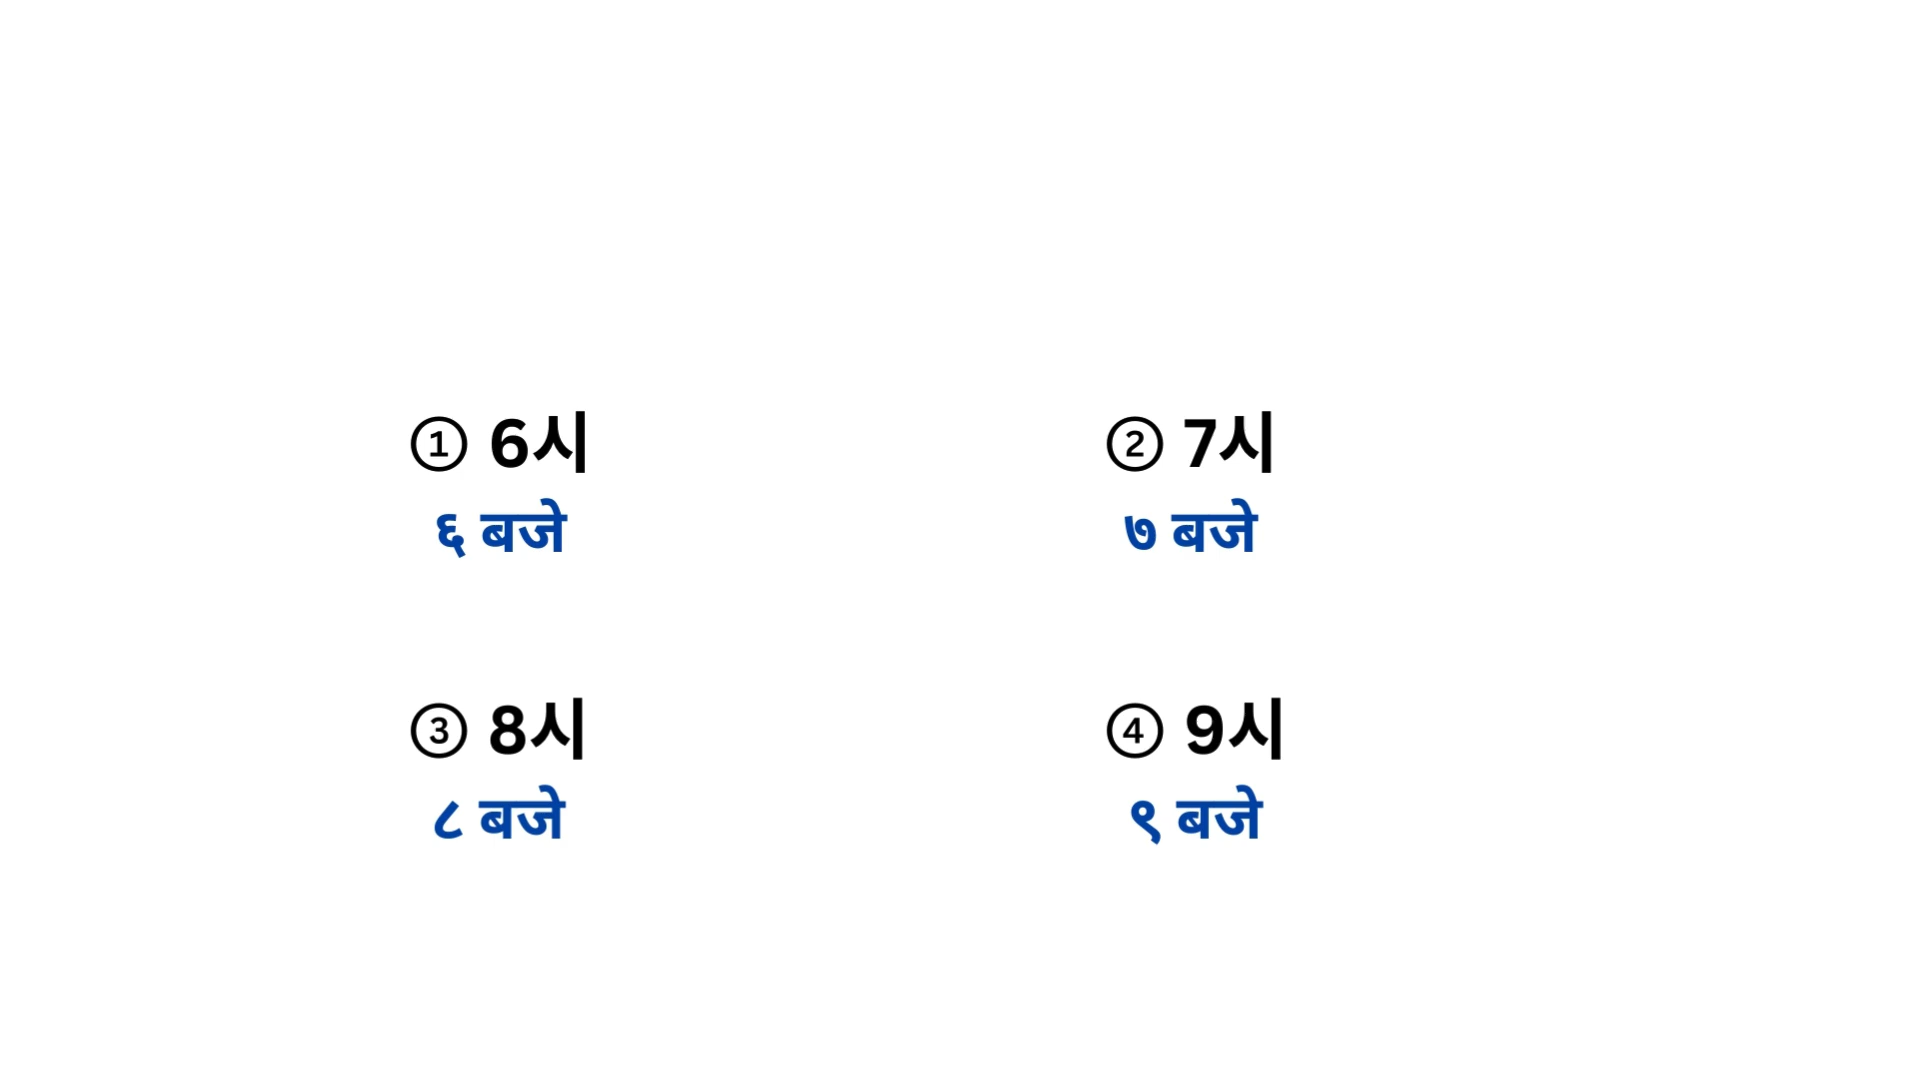 ① 6시
६ बजे
② 7시
७ बजे
③ 8시
८ बजे
④ 9시
९ बजे